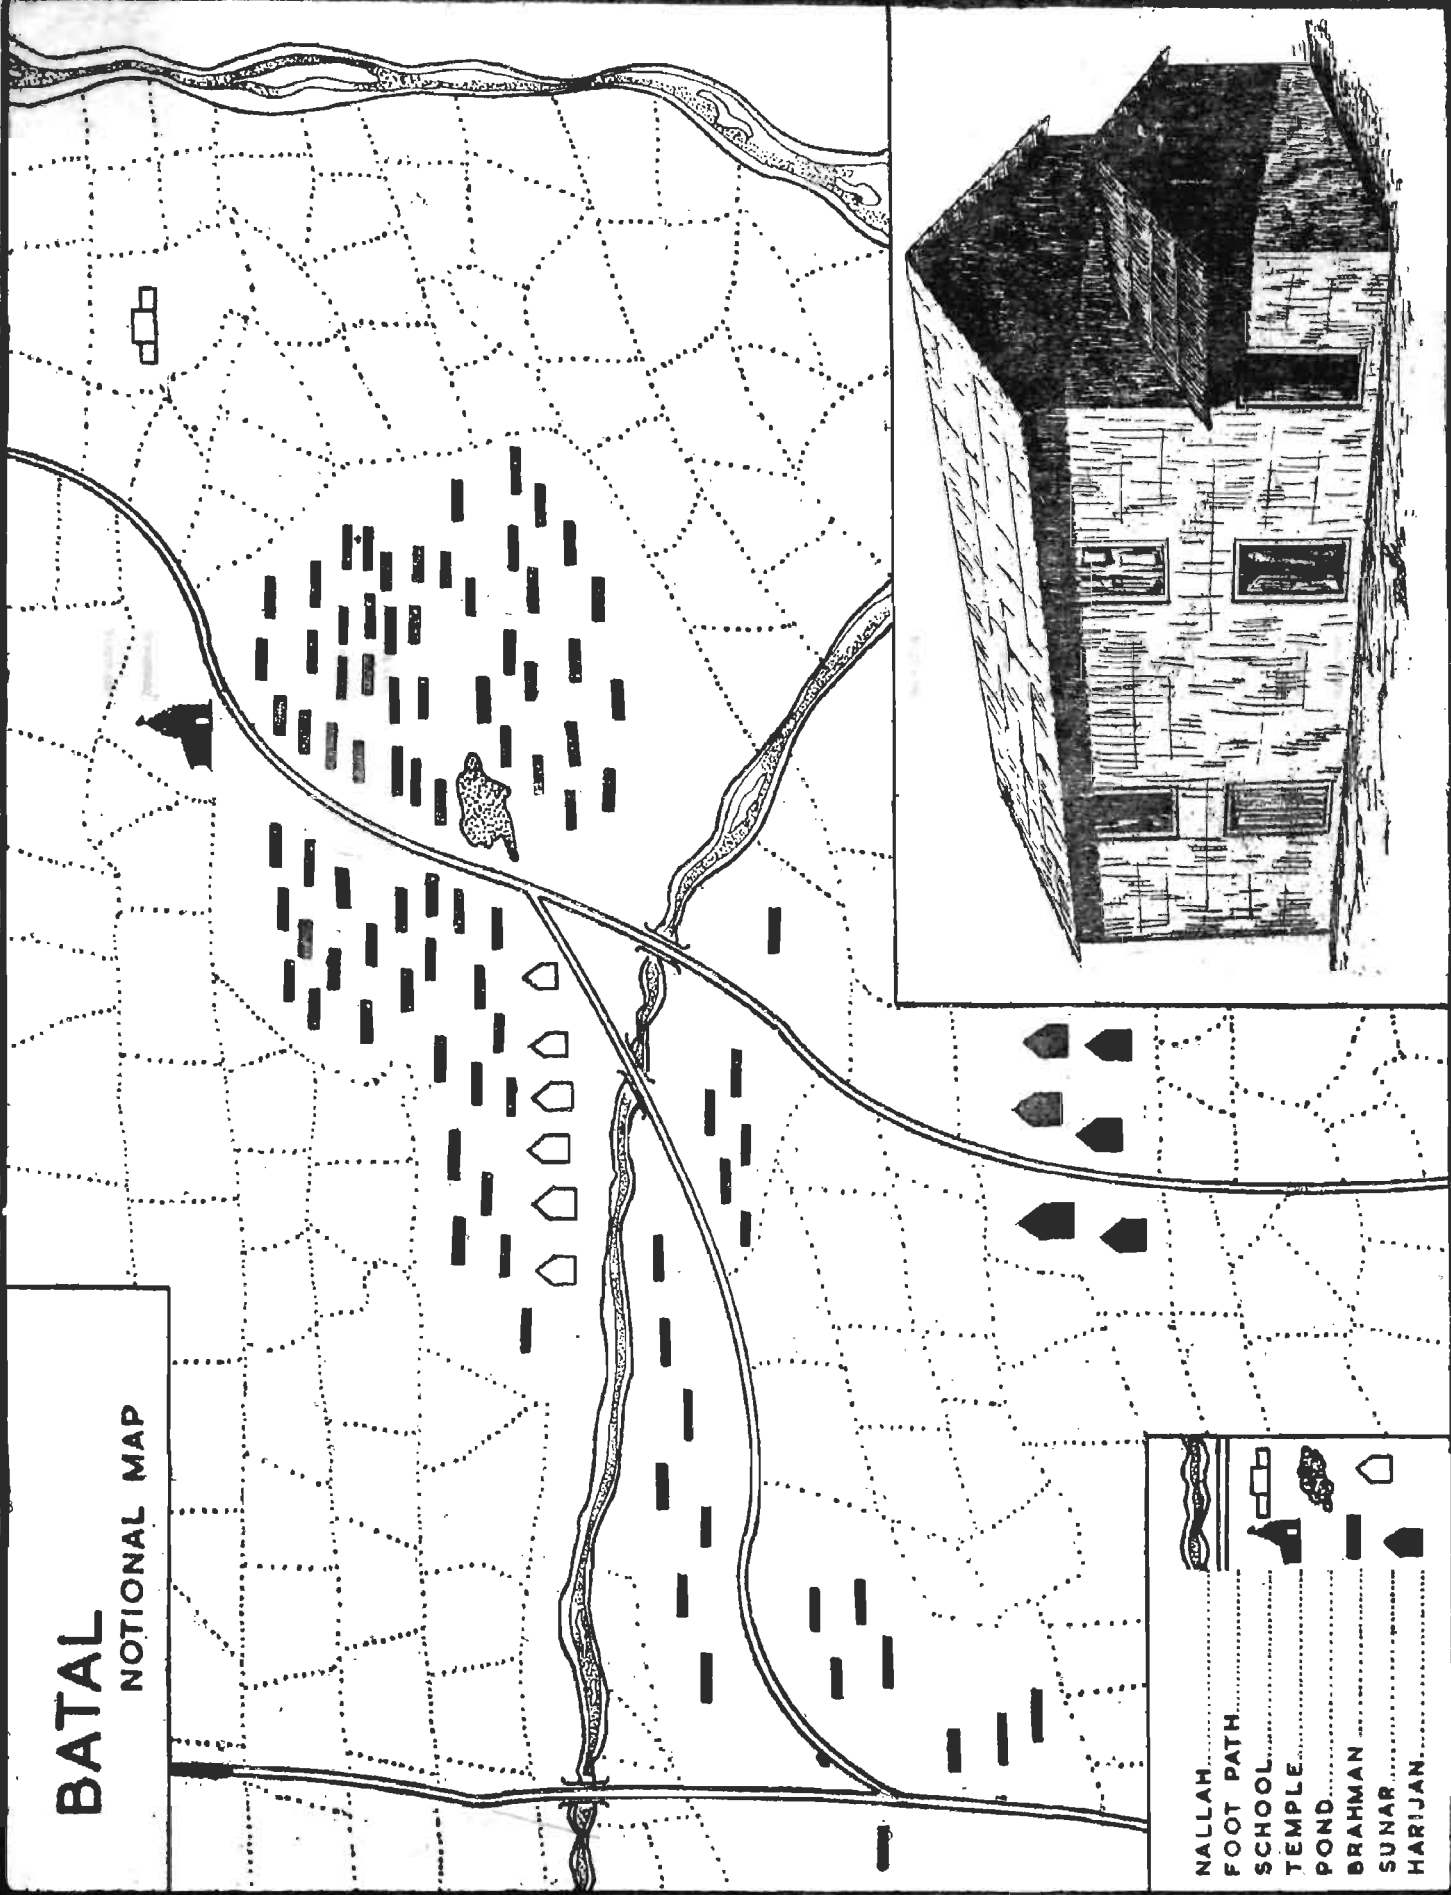 BATAL
NOTIONAL MAP
NALLAH
FOOT PATH
SCHOOL
TEMPLE
POND
BRAHMAN
SUNAR
HARIJAN